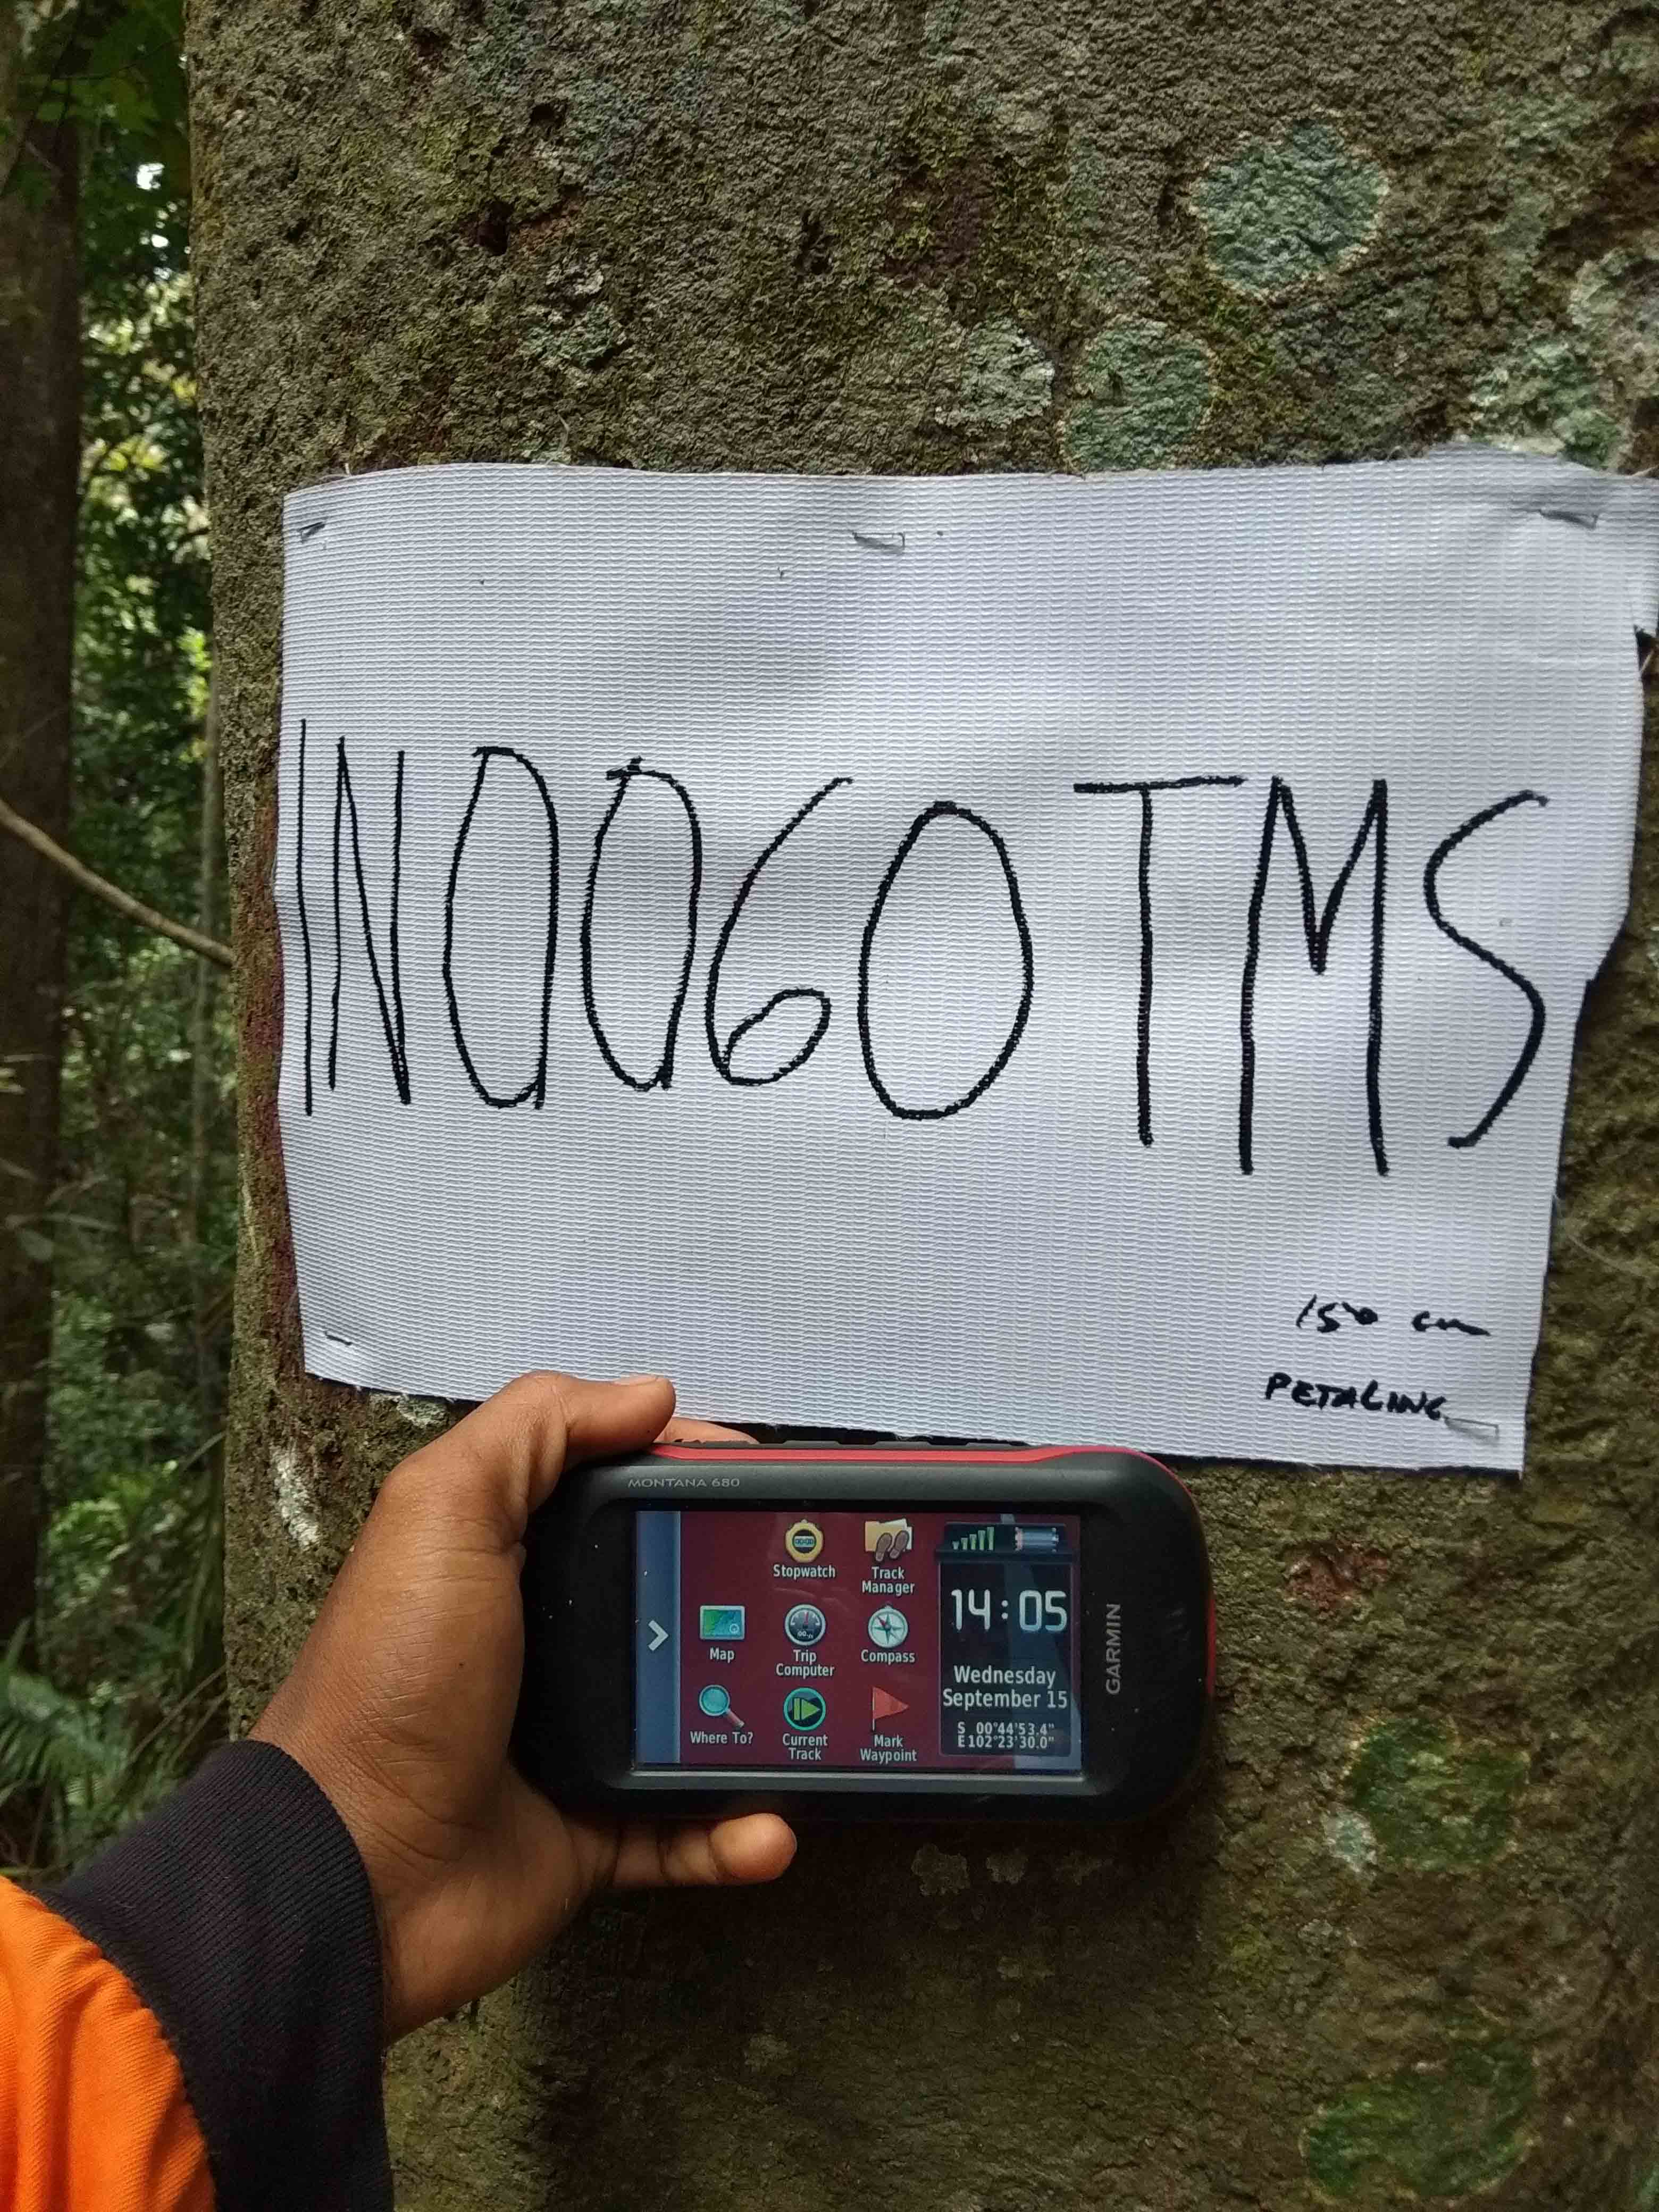 IN0060TMS
150 cm
PETALING
MONTANA 680
Stopwatch
Track Manager
14:05
Map
Trip Computer
Compass
Wednesday
September 15
Where To?
Current Track
Mark Waypoint
S 00°44'53.4"
E 102°23'30.0"
GARMIN